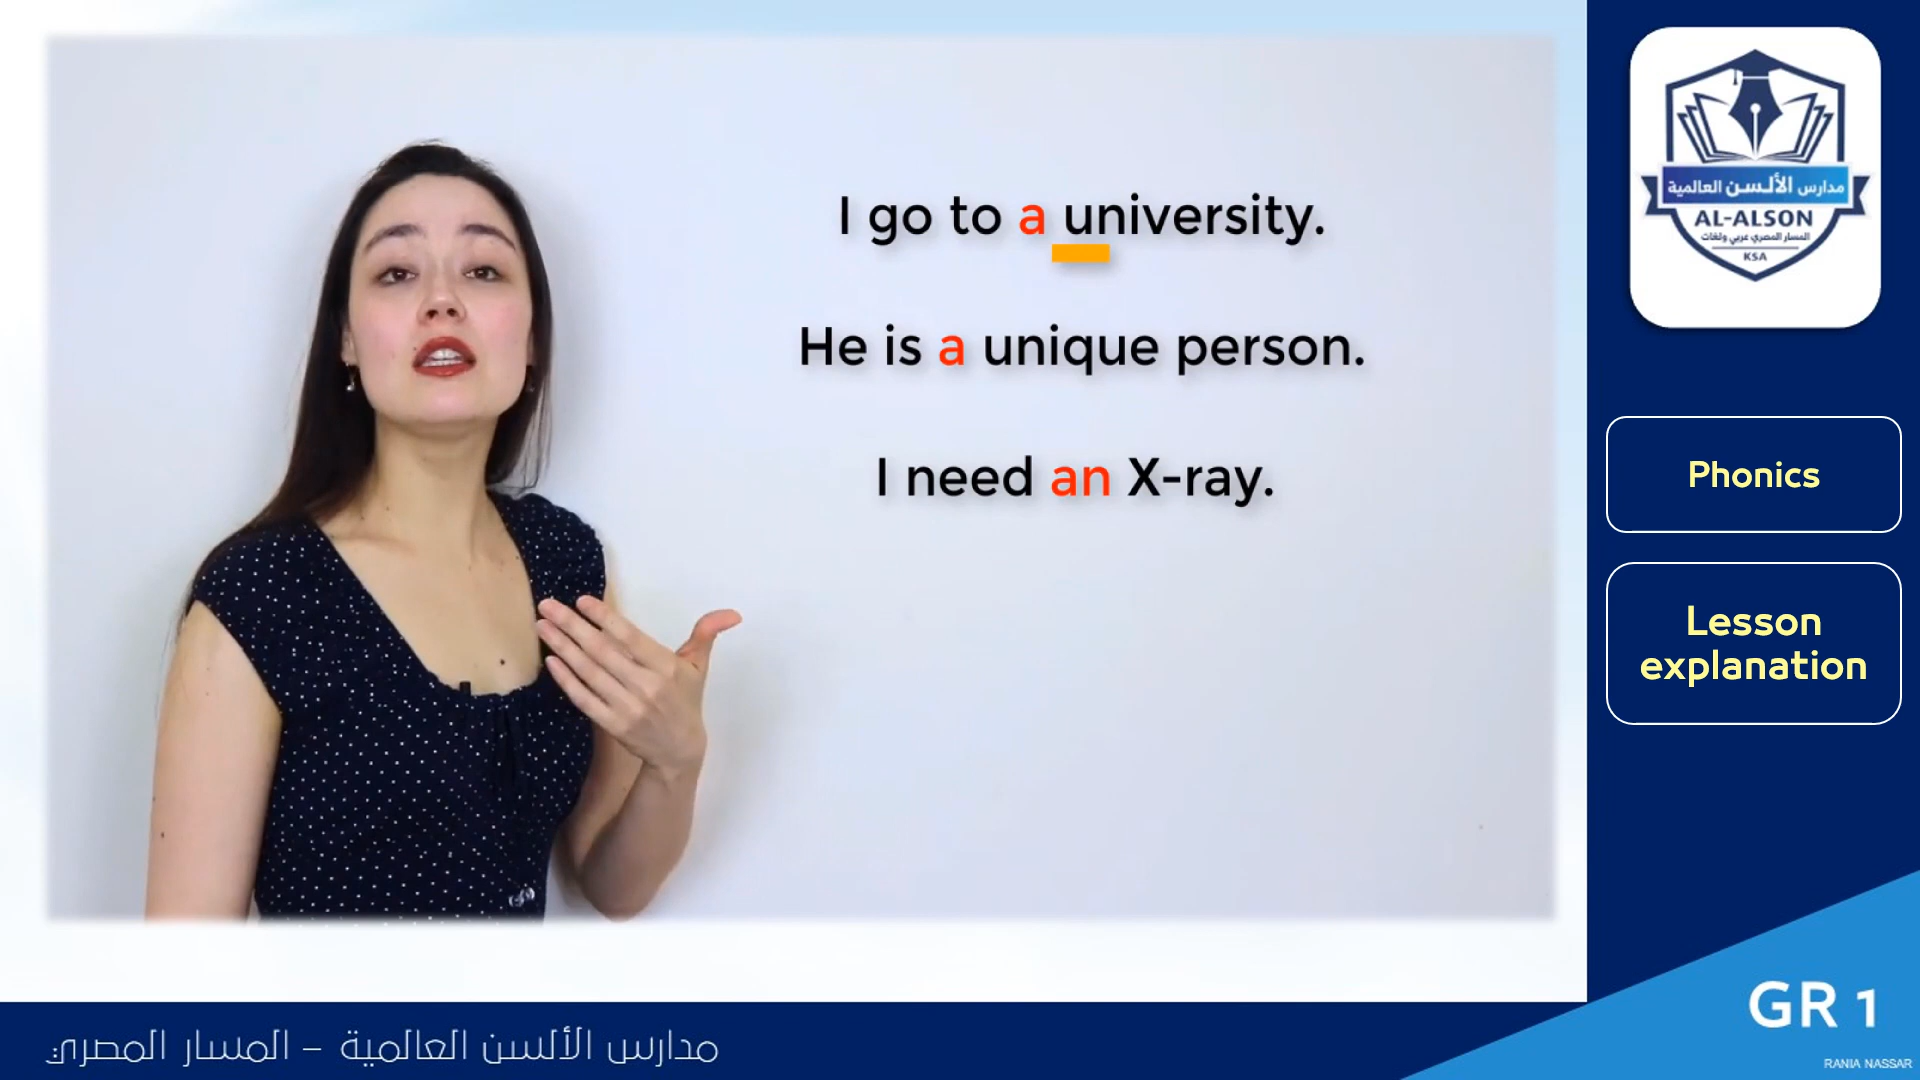 I go to a university.
He is a unique person.
I need an X-ray.
مدارس الألسن العالمية
AL-ALSON
المسار المصري عربي ولغات
KSA
Phonics
Lesson
explanation
GR 1
RANIA NASSAR
مدارس الألسن العالمية – المسار المصري